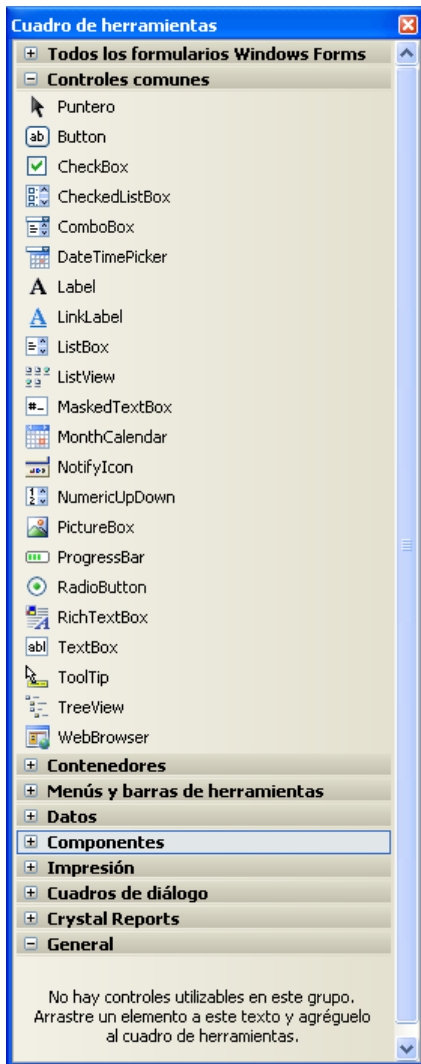 Cuadro de herramientas
Todos los formularios Windows Forms
Controles comunes
Puntero
Button
CheckBox
CheckedListBox
ComboBox
DateTimePicker
Label
LinkLabel
ListBox
ListView
MaskedTextBox
MonthCalendar
NotifyIcon
NumericUpDown
PictureBox
ProgressBar
RadioButton
RichTextBox
TextBox
ToolTip
TreeView
WebBrowser
Contenedores
Menús y barras de herramientas
Datos
Componentes
Impresión
Cuadros de diálogo
Crystal Reports
General
No hay controles utilizables en este grupo.
Arrastre un elemento a este texto y agréguelo
al cuadro de herramientas.